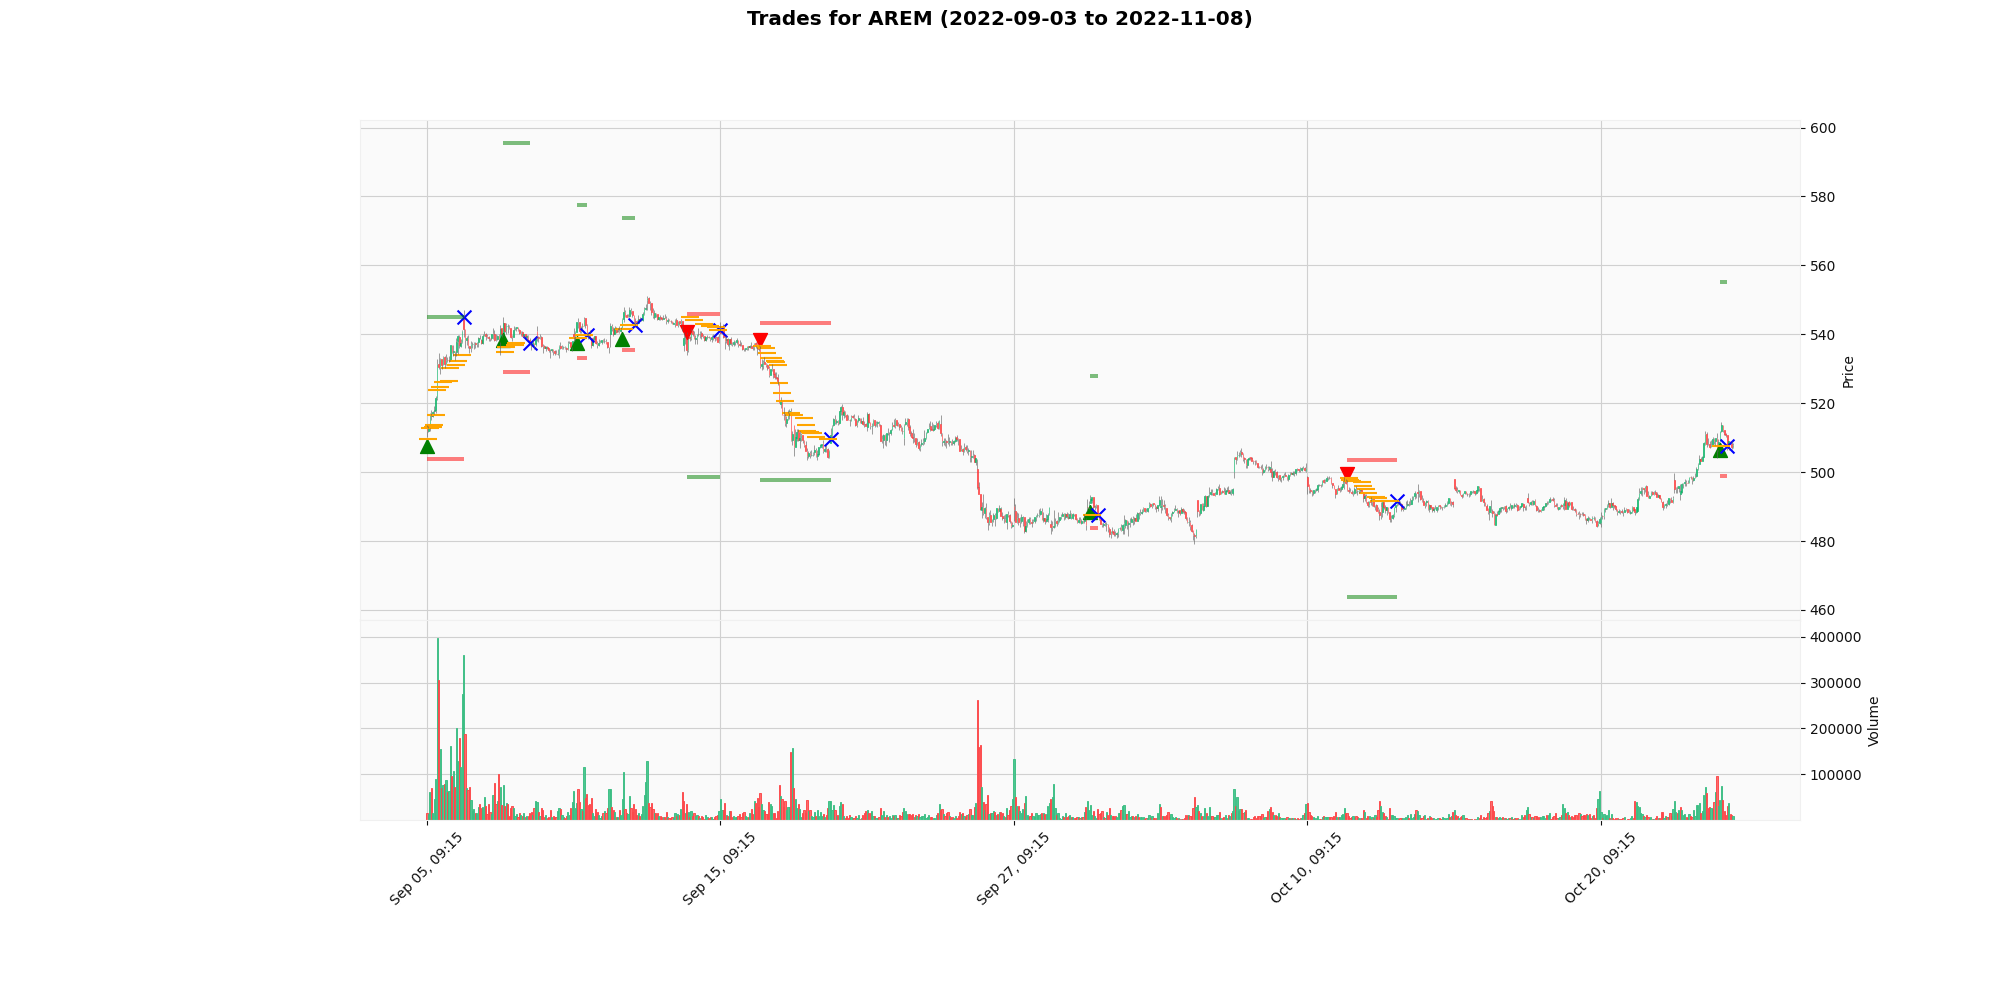 Trades for AREM (2022-09-03 to 2022-11-08)
600
580
560
540
520
500
480
460
Price
400000
300000
200000
100000
Volume
Sep 05, 09:15
Sep 15, 09:15
Sep 27, 09:15
Oct 10, 09:15
Oct 20, 09:15